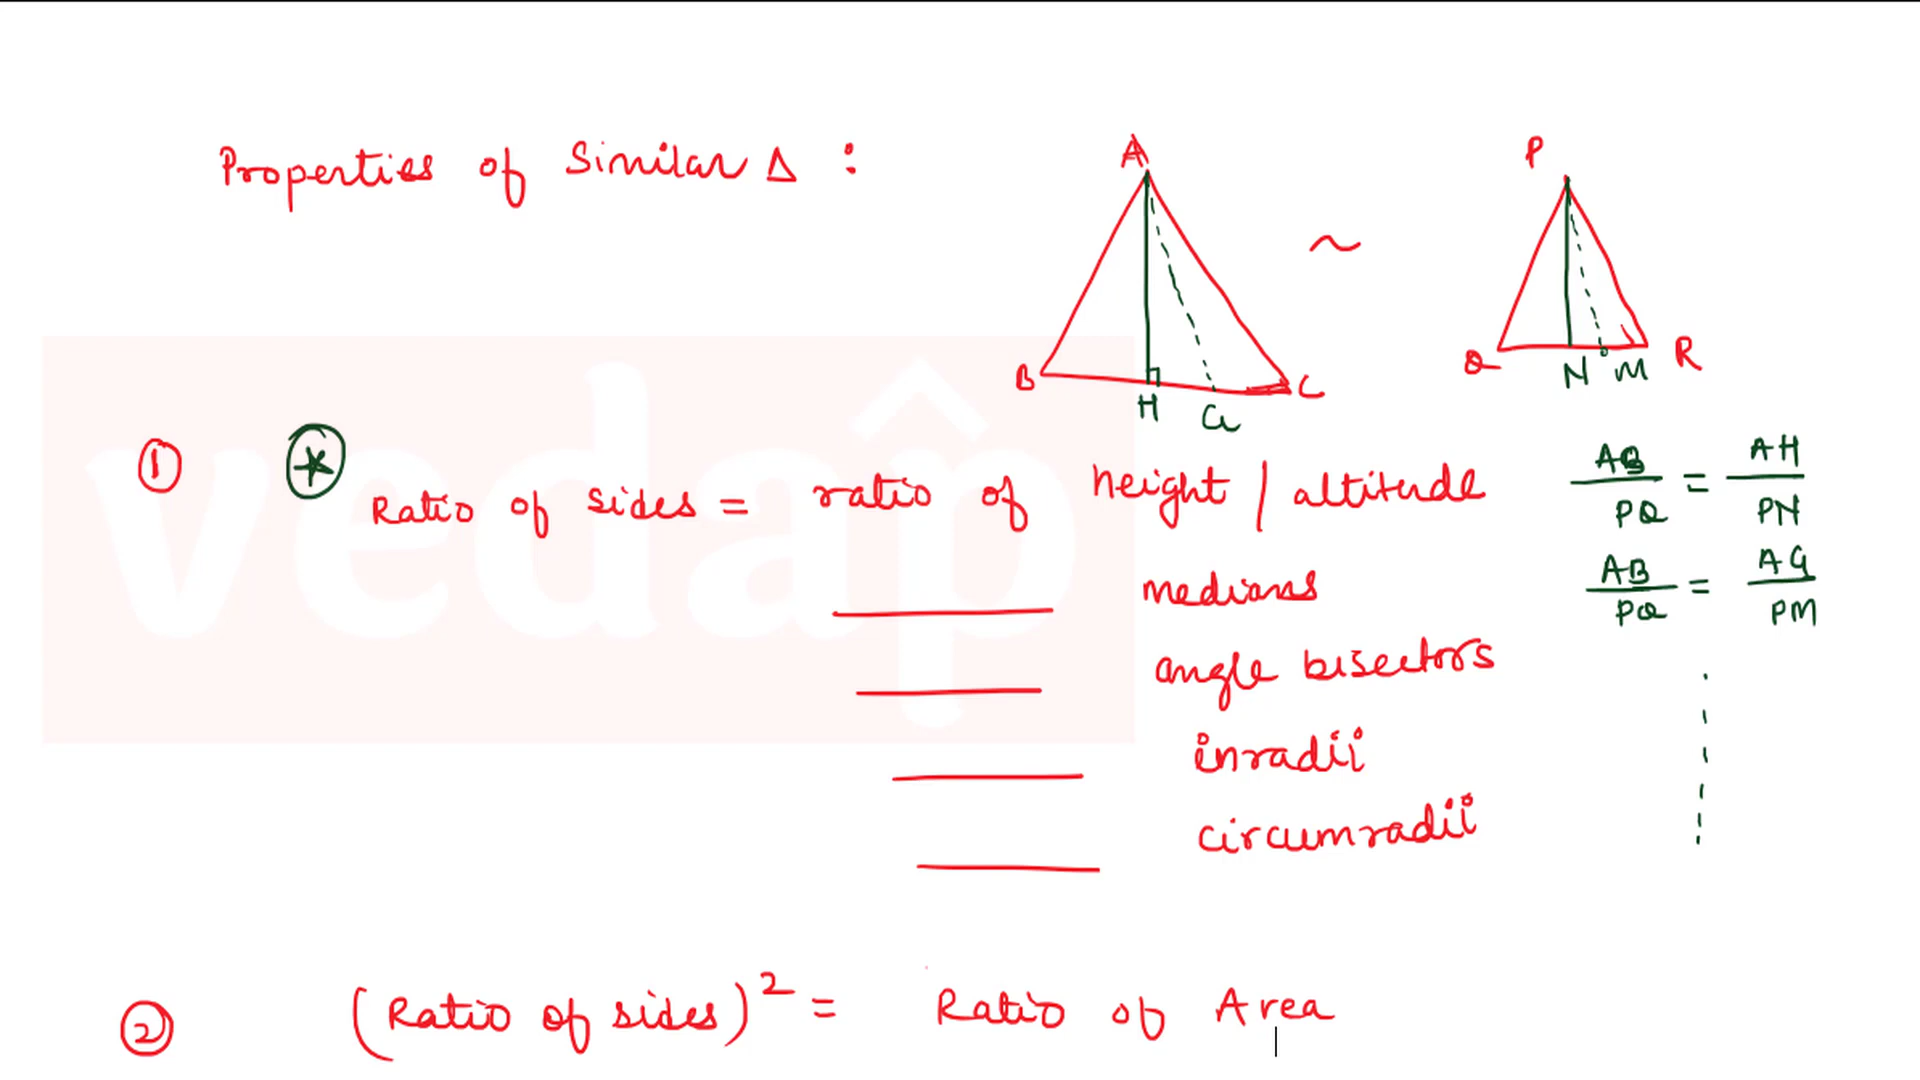 Properties of Similar Δ :
A
P
~
B
H
G
C
Q
N
M
R
① ★ Ratio of sides = ratio of height / altitude
AB/PQ = AH/PN
medians
AB/PQ = AG/PM
angle bisectors
inradii
circumradii
② (Ratio of sides)² = Ratio of Area
vedap